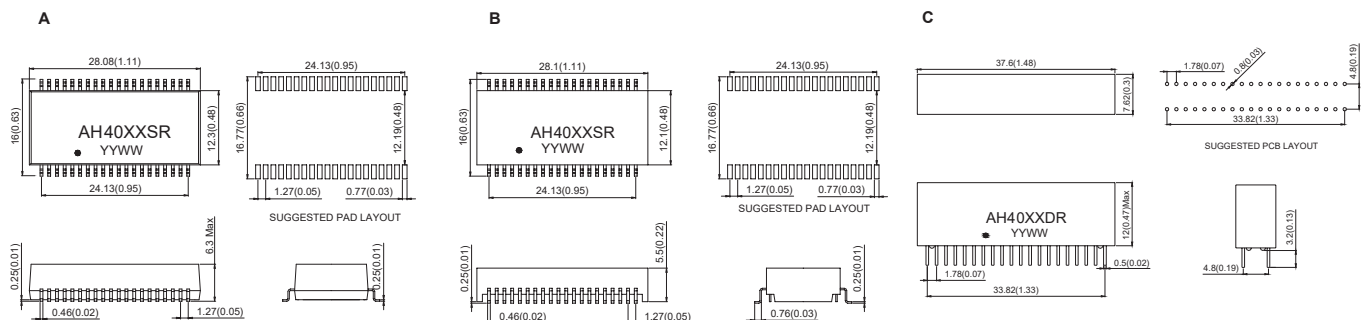 A
28.08(1.11)
16(0.63)
12.3(0.48)
AH40XXSR
YYWW
24.13(0.95)
24.13(0.95)
16.77(0.66)
12.19(0.48)
1.27(0.05)
0.77(0.03)
SUGGESTED PAD LAYOUT
0.25(0.01)
6.3 Max
0.46(0.02)
1.27(0.05)
0.25(0.01)
B
28.1(1.11)
16(0.63)
12.1(0.48)
AH40XXSR
YYWW
24.13(0.95)
24.13(0.95)
16.77(0.66)
12.19(0.48)
1.27(0.05)
0.77(0.03)
SUGGESTED PAD LAYOUT
0.25(0.01)
5.5(0.22)
0.46(0.02)
1.27(0.05)
0.25(0.01)
0.76(0.03)
C
37.6(1.48)
7.62(0.3)
1.78(0.07)
0.8(0.03)
4.8(0.19)
33.82(1.33)
SUGGESTED PCB LAYOUT
AH40XXDR
YYWW
12(0.47)Max
1.78(0.07)
0.5(0.02)
33.82(1.33)
3.2(0.13)
4.8(0.19)